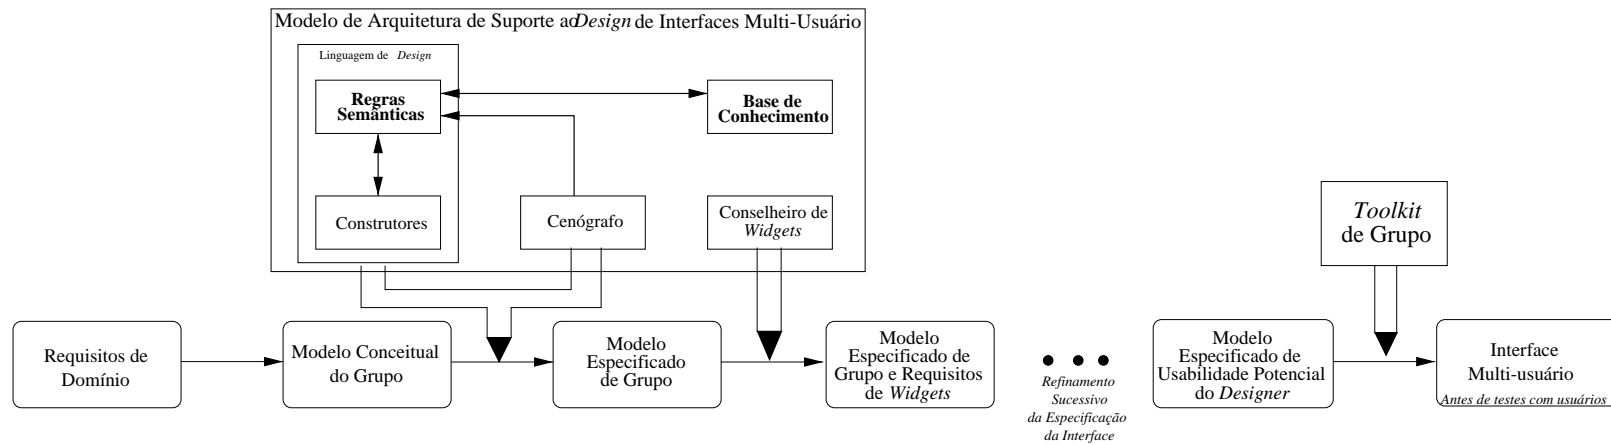 Modelo de Arquitetura de Suporte ao Design de Interfaces Multi-Usuário
Linguagem de Design
Regras
Semânticas
Base de
Conhecimento
Construtores
Cenógrafo
Conselheiro de
Widgets
Toolkit
de Grupo
Requisitos de
Domínio
Modelo Conceitual
do Grupo
Modelo
Especificado
de Grupo
Modelo
Especificado de
Grupo e Requisitos
de Widgets
Refinamento
Sucessivo
da Especificação
da Interface
Modelo
Especificado de
Usabilidade Potencial
do Designer
Interface
Multi-usuário
Antes de testes com usuários